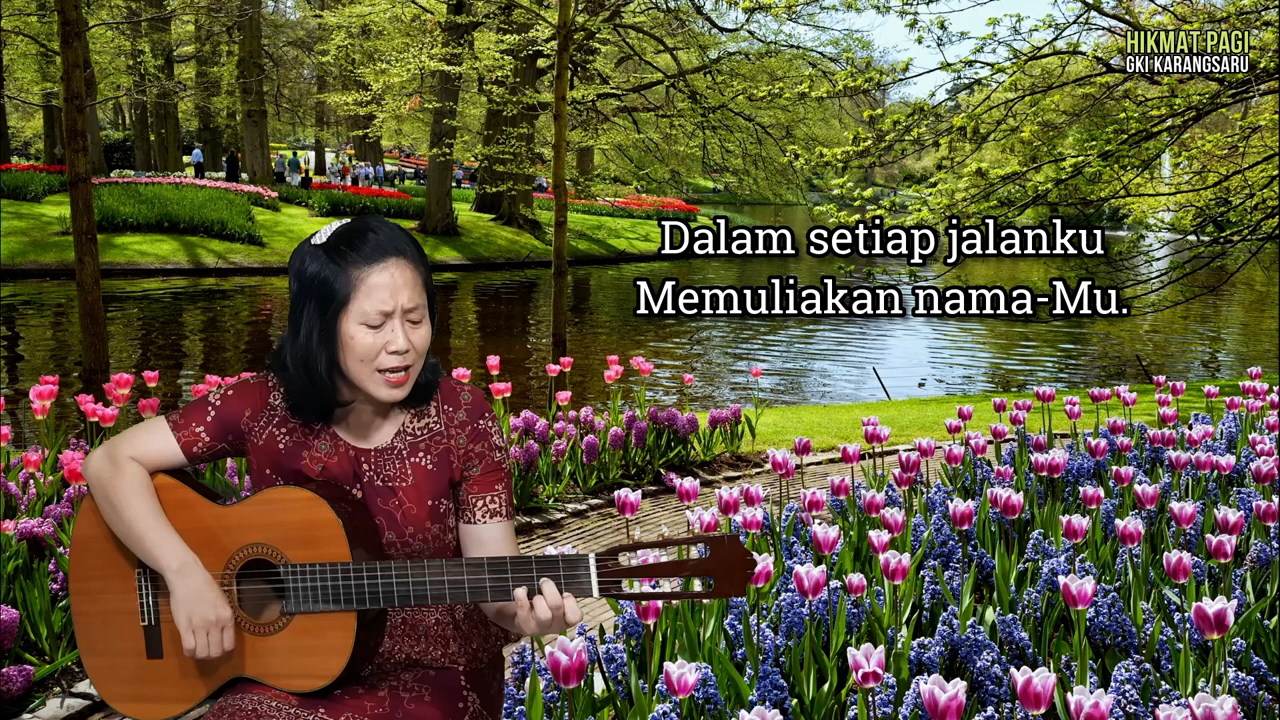 HIKMAT PAGI
GKI KARANGSARU
Dalam setiap jalanku
Memuliakan nama-Mu.